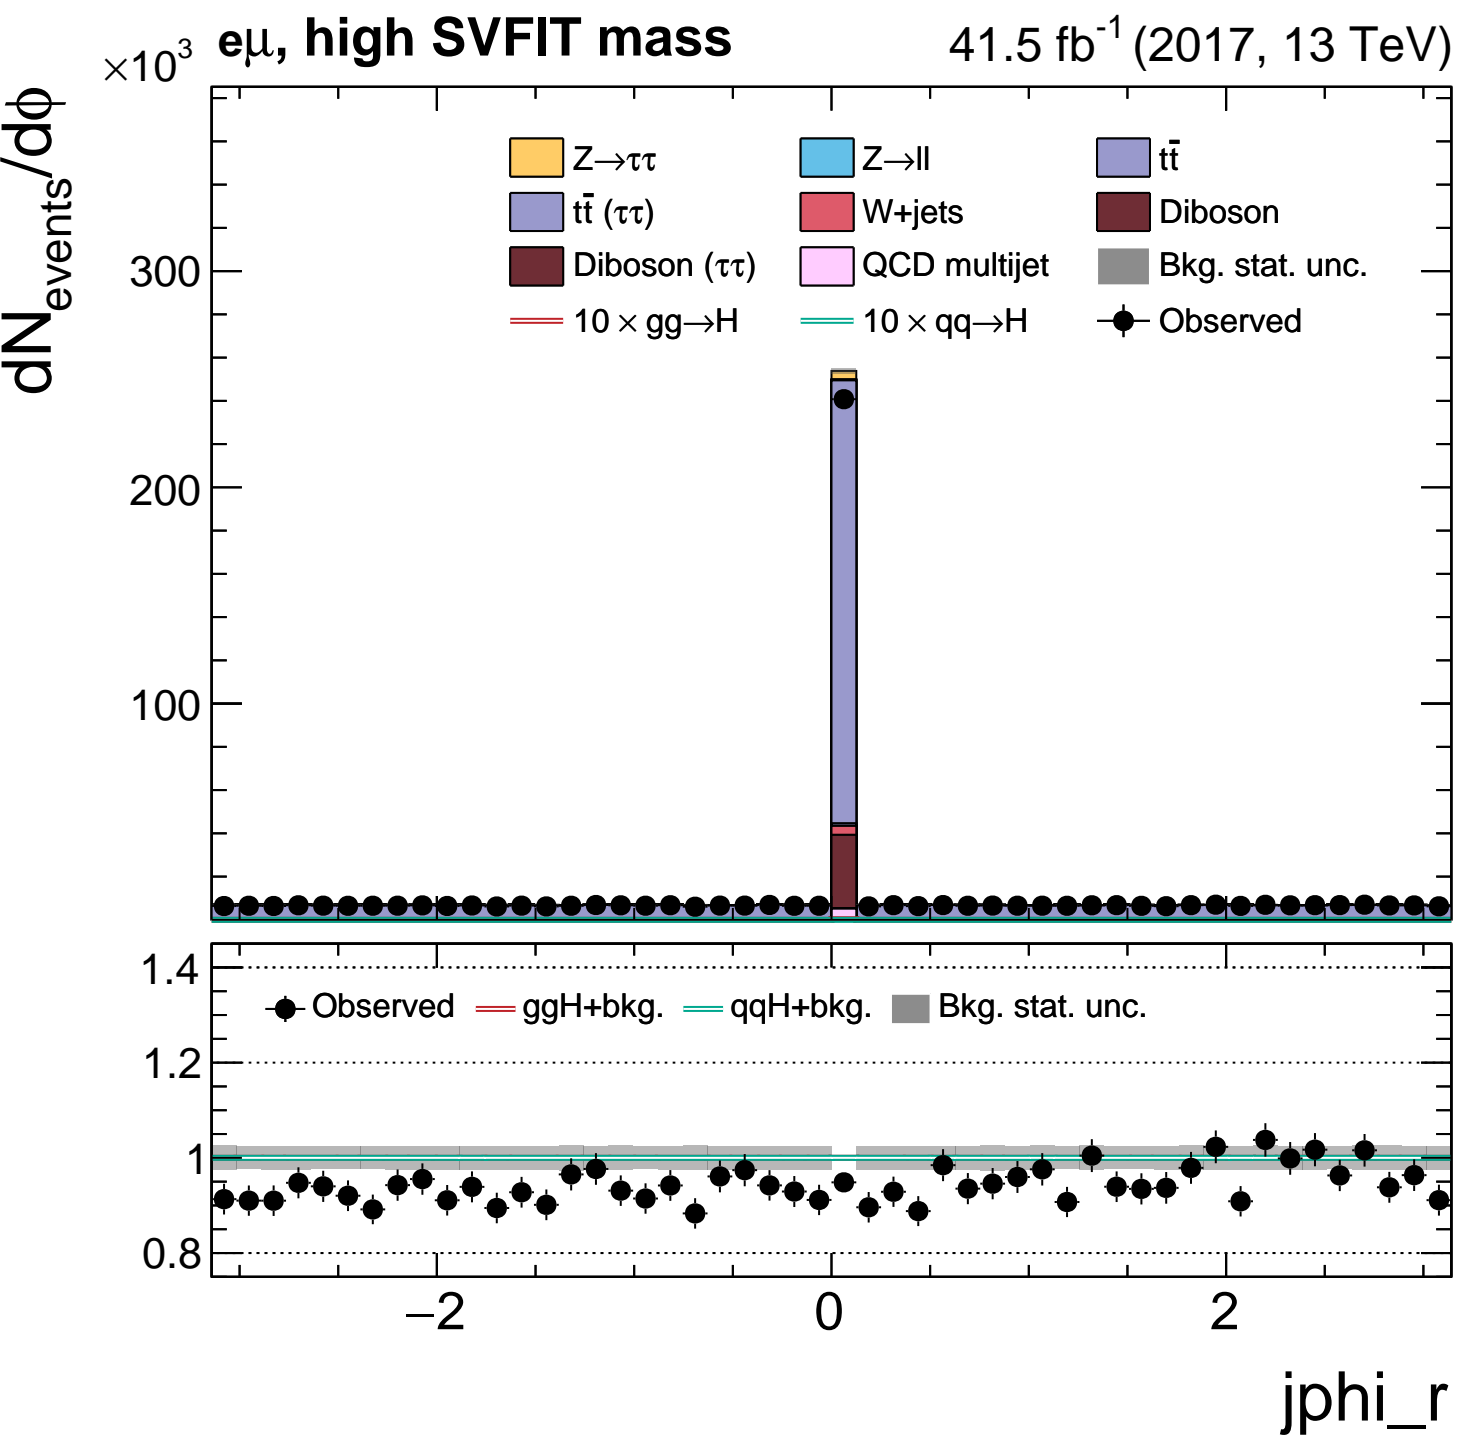 eμ, high SVFIT mass 41.5 fb⁻¹ (2017, 13 TeV)
×10³
dN_events/dϕ
Z→ττ Z→ll tt̄
tt̄ (ττ) W+jets Diboson
Diboson (ττ) QCD multijet Bkg. stat. unc.
10 × gg→H 10 × qq→H Observed
300
200
100
1.4
Observed ggH+bkg. qqH+bkg. Bkg. stat. unc.
1.2
1
0.8
−2 0 2
jphi_r